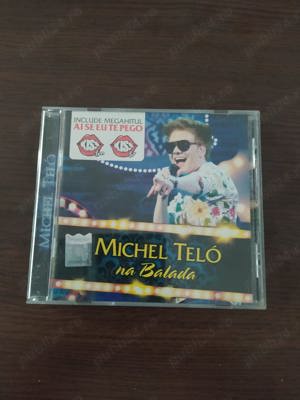 INCLUDE MEGAHITUL
AI SE EU TE PEGO
MICHEL TELÓ
MICHEL TELÓ
na Balada